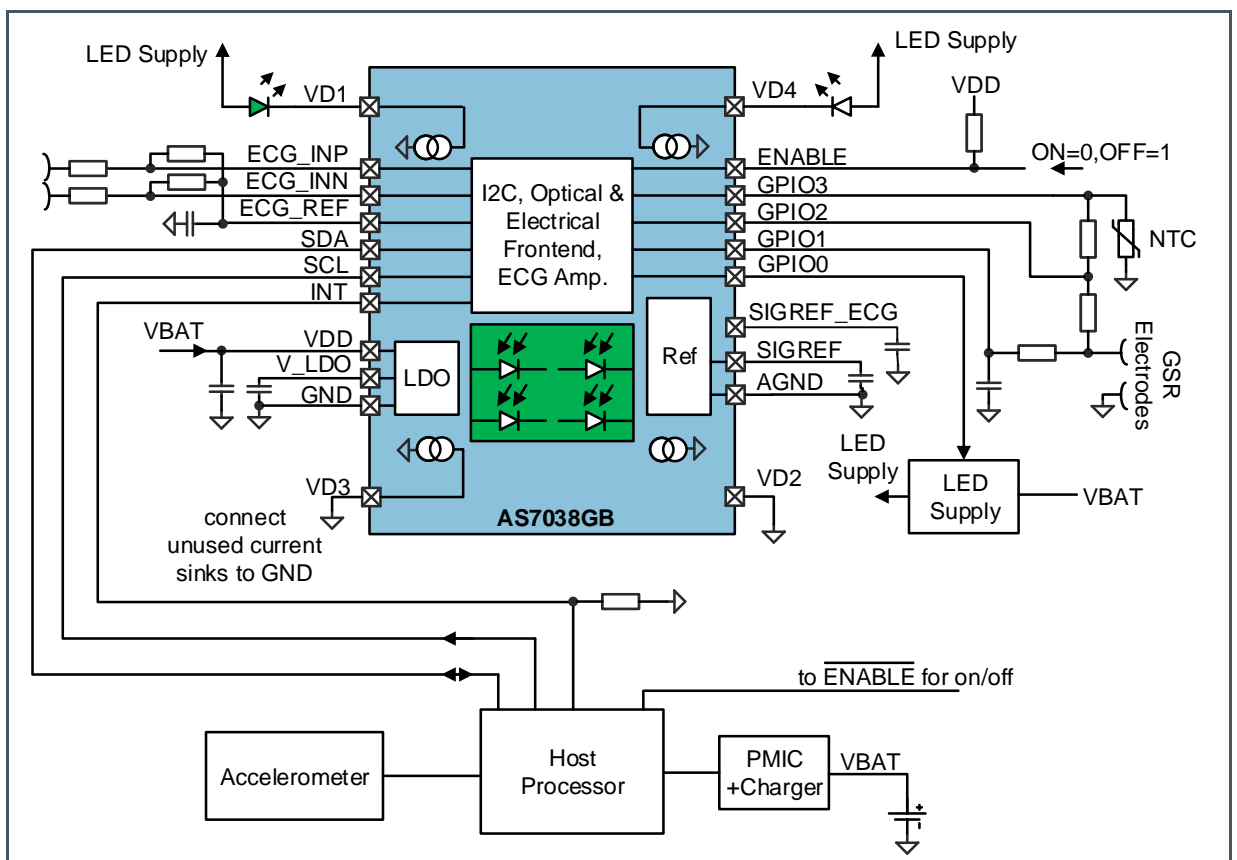 LED Supply
LED Supply
VD1
VD4
VDD
ECG_INP
ECG_INN
ECG_REF
SDA
SCL
INT
I2C, Optical &
Electrical
Frontend,
ECG Amp.
ENABLE
ON=0,OFF=1
GPIO3
GPIO2
GPIO1
GPIO0
NTC
VBAT
VDD
V_LDO
GND
LDO
Ref
SIGREF_ECG
SIGREF
AGND
GSR
Electrodes
VD3
VD2
AS7038GB
LED
Supply
LED
Supply
VBAT
connect
unused current
sinks to GND
to ENABLE for on/off
Accelerometer
Host
Processor
PMIC
+Charger
VBAT
+